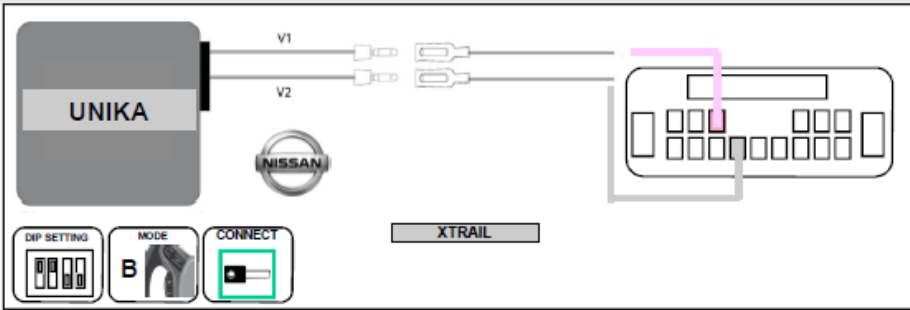 V1
V2
UNIKA
NISSAN
XTRAIL
DIP SETTING
MODE
B
CONNECT